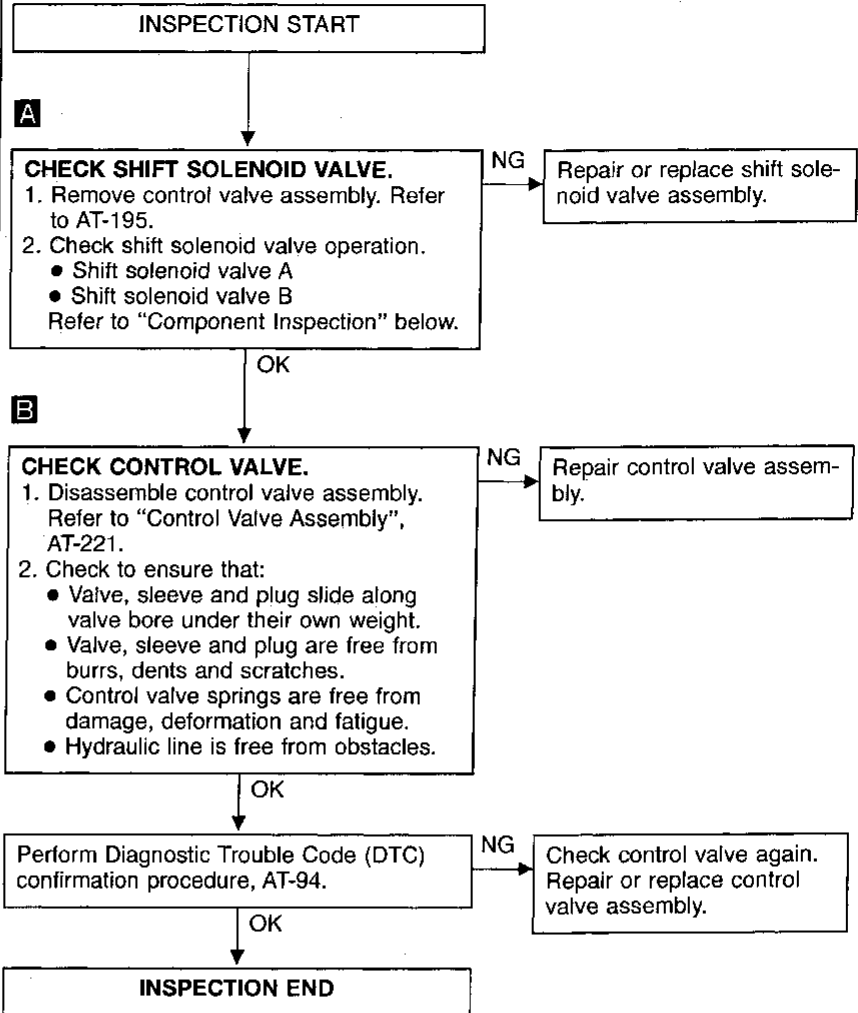 INSPECTION START
A
CHECK SHIFT SOLENOID VALVE.
1. Remove control valve assembly. Refer
to AT-195.
2. Check shift solenoid valve operation.
● Shift solenoid valve A
● Shift solenoid valve B
Refer to “Component Inspection” below.
NG
Repair or replace shift sole-
noid valve assembly.
OK
B
CHECK CONTROL VALVE.
1. Disassemble control valve assembly.
Refer to “Control Valve Assembly”,
AT-221.
2. Check to ensure that:
● Valve, sleeve and plug slide along
valve bore under their own weight.
● Valve, sleeve and plug are free from
burrs, dents and scratches.
● Control valve springs are free from
damage, deformation and fatigue.
● Hydraulic line is free from obstacles.
NG
Repair control valve assem-
bly.
OK
Perform Diagnostic Trouble Code (DTC)
confirmation procedure, AT-94.
NG
Check control valve again.
Repair or replace control
valve assembly.
OK
INSPECTION END